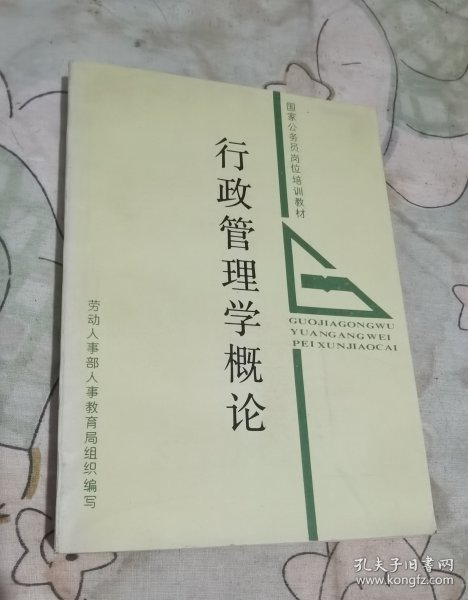 国家公务员岗位培训教材
行政管理学概论
GUOJIAGONGWU
YUANGANGWEI
PEIXUNJIAOCAI
劳动人事部人事教育局组织编写
孔夫子旧书网
www.kongfz.com